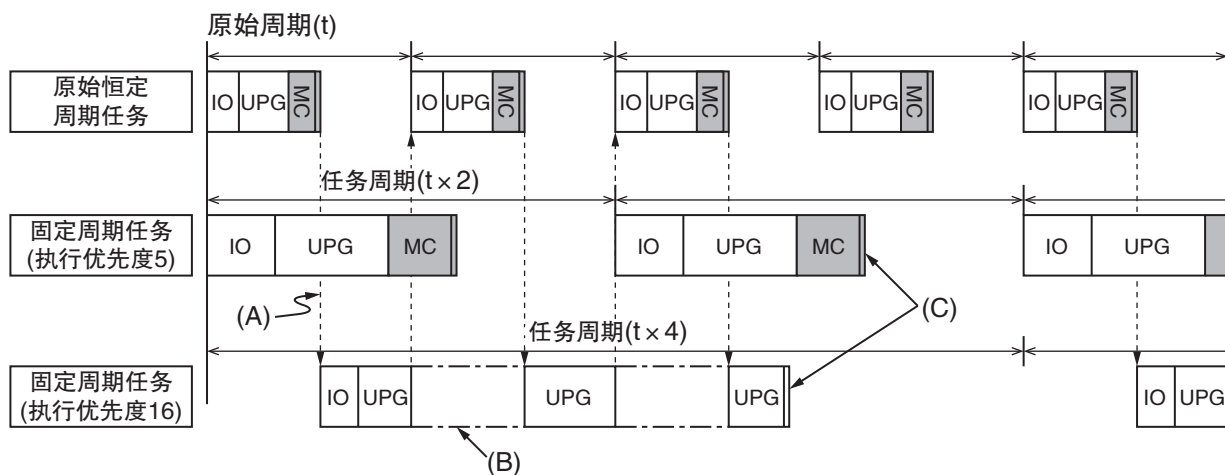 原始周期(t)
原始恒定
周期任务
IO UPG MC IO UPG MC IO UPG MC IO UPG MC IO UPG MC
任务周期(t×2)
固定周期任务
(执行优先度5)
IO UPG MC IO UPG MC IO UPG
(A)
(C)
任务周期(t×4)
固定周期任务
(执行优先度16)
IO UPG UPG UPG IO UPG
(B)